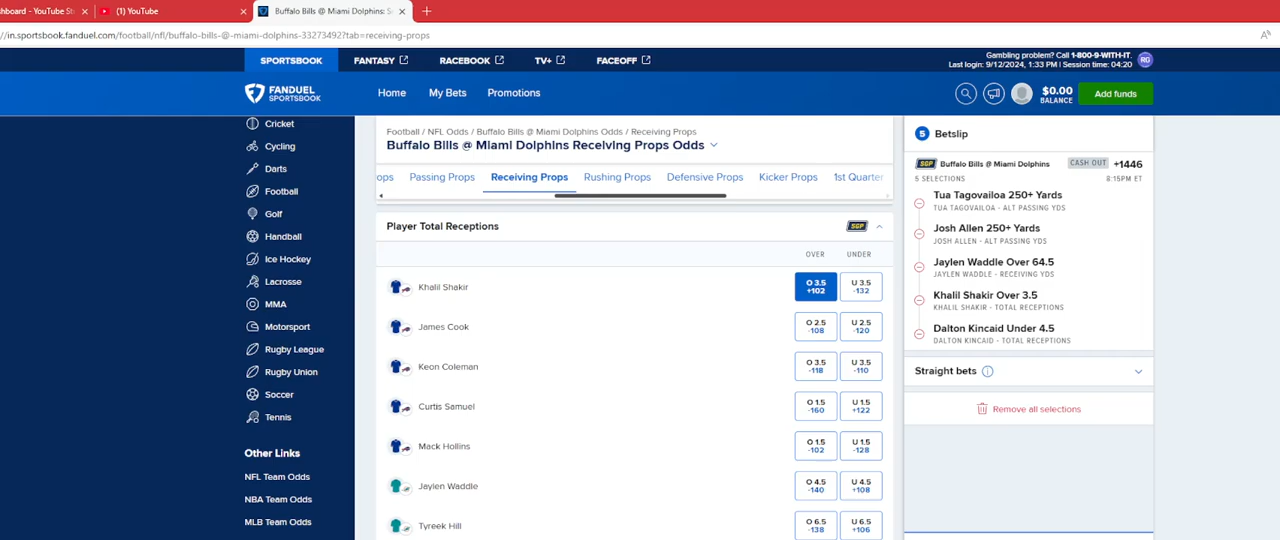 hboard - YouTube St
(1) YouTube
Buffalo Bills @ Miami Dolphins: S
//in.sportsbook.fanduel.com/football/nfl/buffalo-bills-@-miami-dolphins-33273492?tab=receiving-props
SPORTSBOOK FANTASY RACEBOOK TV+ FACEOFF
Gambling problem? Call 1-800-9-WITH-IT.
Last login: 9/12/2024, 1:33 PM | Session time: 04:20 RG
FANDUEL
SPORTSBOOK
Home My Bets Promotions
$0.00
BALANCE
Add funds
Cricket
Cycling
Darts
Football
Golf
Handball
Ice Hockey
Lacrosse
MMA
Motorsport
Rugby League
Rugby Union
Soccer
Tennis
Other Links
NFL Team Odds
NBA Team Odds
MLB Team Odds
Football / NFL Odds / Buffalo Bills @ Miami Dolphins Odds / Receiving Props
Buffalo Bills @ Miami Dolphins Receiving Props Odds
ops Passing Props Receiving Props Rushing Props Defensive Props Kicker Props 1st Quarter
Player Total Receptions SGP
OVER UNDER
Khalil Shakir O 3.5 +102 U 3.5 -132
James Cook O 2.5 -108 U 2.5 -120
Keon Coleman O 3.5 -118 U 3.5 -110
Curtis Samuel O 1.5 -160 U 1.5 +122
Mack Hollins O 1.5 -102 U 1.5 -128
Jaylen Waddle O 4.5 -140 U 4.5 +108
Tyreek Hill O 6.5 -138 U 6.5 +106
5 Betslip
SGP Buffalo Bills @ Miami Dolphins CASH OUT +1446
5 SELECTIONS 8:15PM ET
Tua Tagovailoa 250+ Yards
TUA TAGOVAILOA - ALT PASSING YDS
Josh Allen 250+ Yards
JOSH ALLEN - ALT PASSING YDS
Jaylen Waddle Over 64.5
JAYLEN WADDLE - RECEIVING YDS
Khalil Shakir Over 3.5
KHALIL SHAKIR - TOTAL RECEPTIONS
Dalton Kincaid Under 4.5
DALTON KINCAID - TOTAL RECEPTIONS
Straight bets
Remove all selections